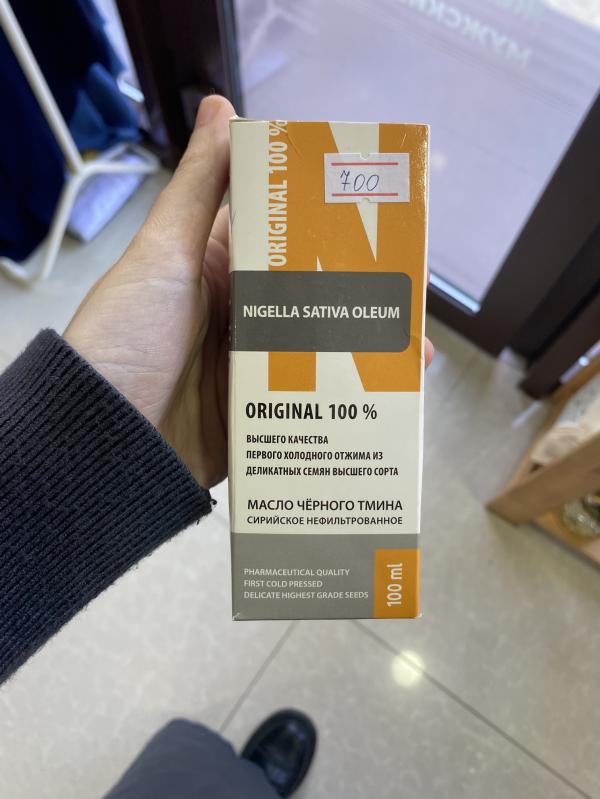 ORIGINAL 100 %
700
NIGELLA SATIVA OLEUM
ORIGINAL 100 %
ВЫСШЕГО КАЧЕСТВА
ПЕРВОГО ХОЛОДНОГО ОТЖИМА ИЗ
ДЕЛИКАТНЫХ СЕМЯН ВЫСШЕГО СОРТА
МАСЛО ЧЁРНОГО ТМИНА
СИРИЙСКОЕ НЕФИЛЬТРОВАННОЕ
PHARMACEUTICAL QUALITY
FIRST COLD PRESSED
DELICATE HIGHEST GRADE SEEDS
100 ml